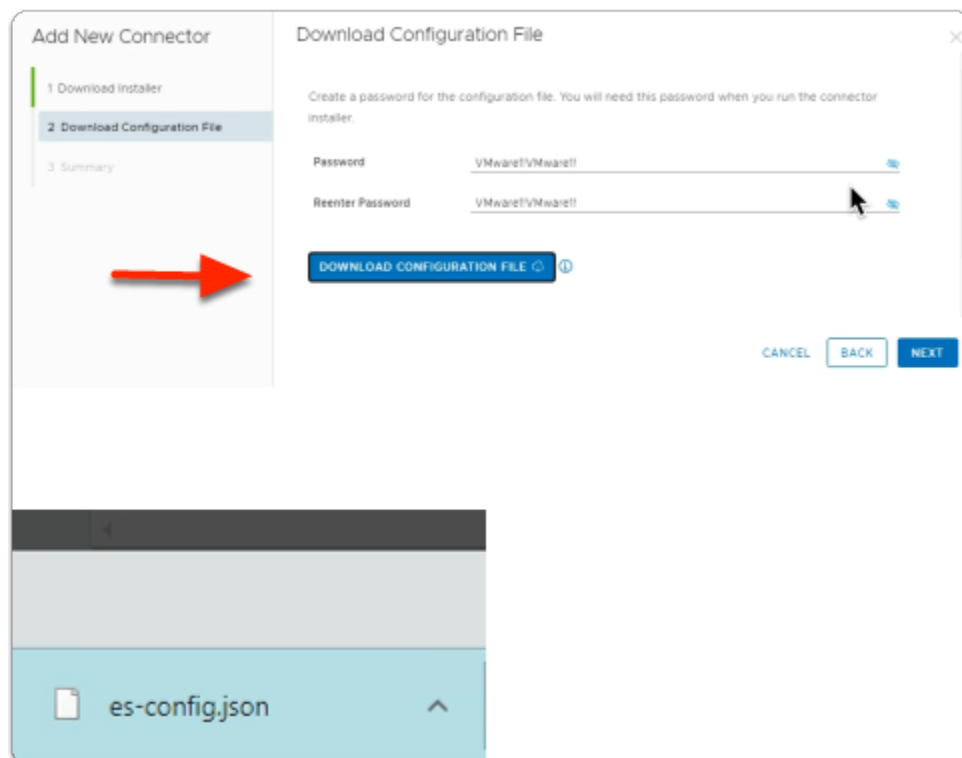 Add New Connector
Download Configuration File
1 Download Installer
2 Download Configuration File
3 Summary
Create a password for the configuration file. You will need this password when you run the connector
installer.
Password VMware1!VMware1!
Reenter Password VMware1!VMware1!
DOWNLOAD CONFIGURATION FILE
CANCEL BACK NEXT
es-config.json